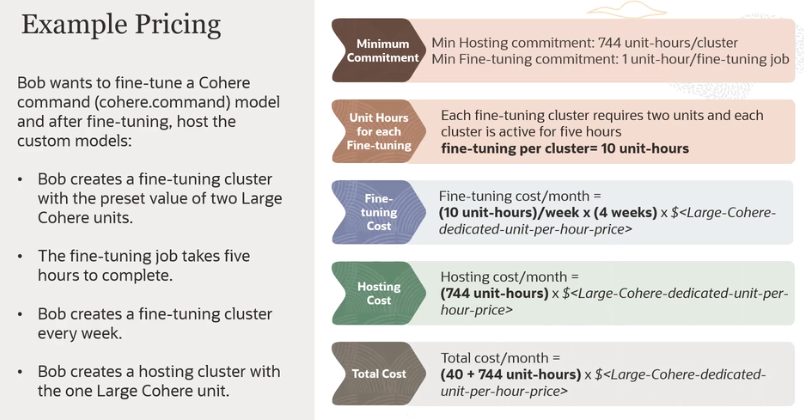 Example Pricing
Bob wants to fine-tune a Cohere
command (cohere.command) model
and after fine-tuning, host the
custom models:
• Bob creates a fine-tuning cluster
with the preset value of two Large
Cohere units.
• The fine-tuning job takes five
hours to complete.
• Bob creates a fine-tuning cluster
every week.
• Bob creates a hosting cluster with
the one Large Cohere unit.
Minimum
Commitment
Min Hosting commitment: 744 unit-hours/cluster
Min Fine-tuning commitment: 1 unit-hour/fine-tuning job
Unit Hours
for each
Fine-tuning
Each fine-tuning cluster requires two units and each
cluster is active for five hours
fine-tuning per cluster= 10 unit-hours
Fine-
tuning
Cost
Fine-tuning cost/month =
(10 unit-hours)/week x (4 weeks) x $<Large-Cohere-
dedicated-unit-per-hour-price>
Hosting
Cost
Hosting cost/month =
(744 unit-hours) x $<Large-Cohere-dedicated-unit-per-
hour-price>
Total Cost
Total cost/month =
(40 + 744 unit-hours) x $<Large-Cohere-dedicated-
unit-per-hour-price>